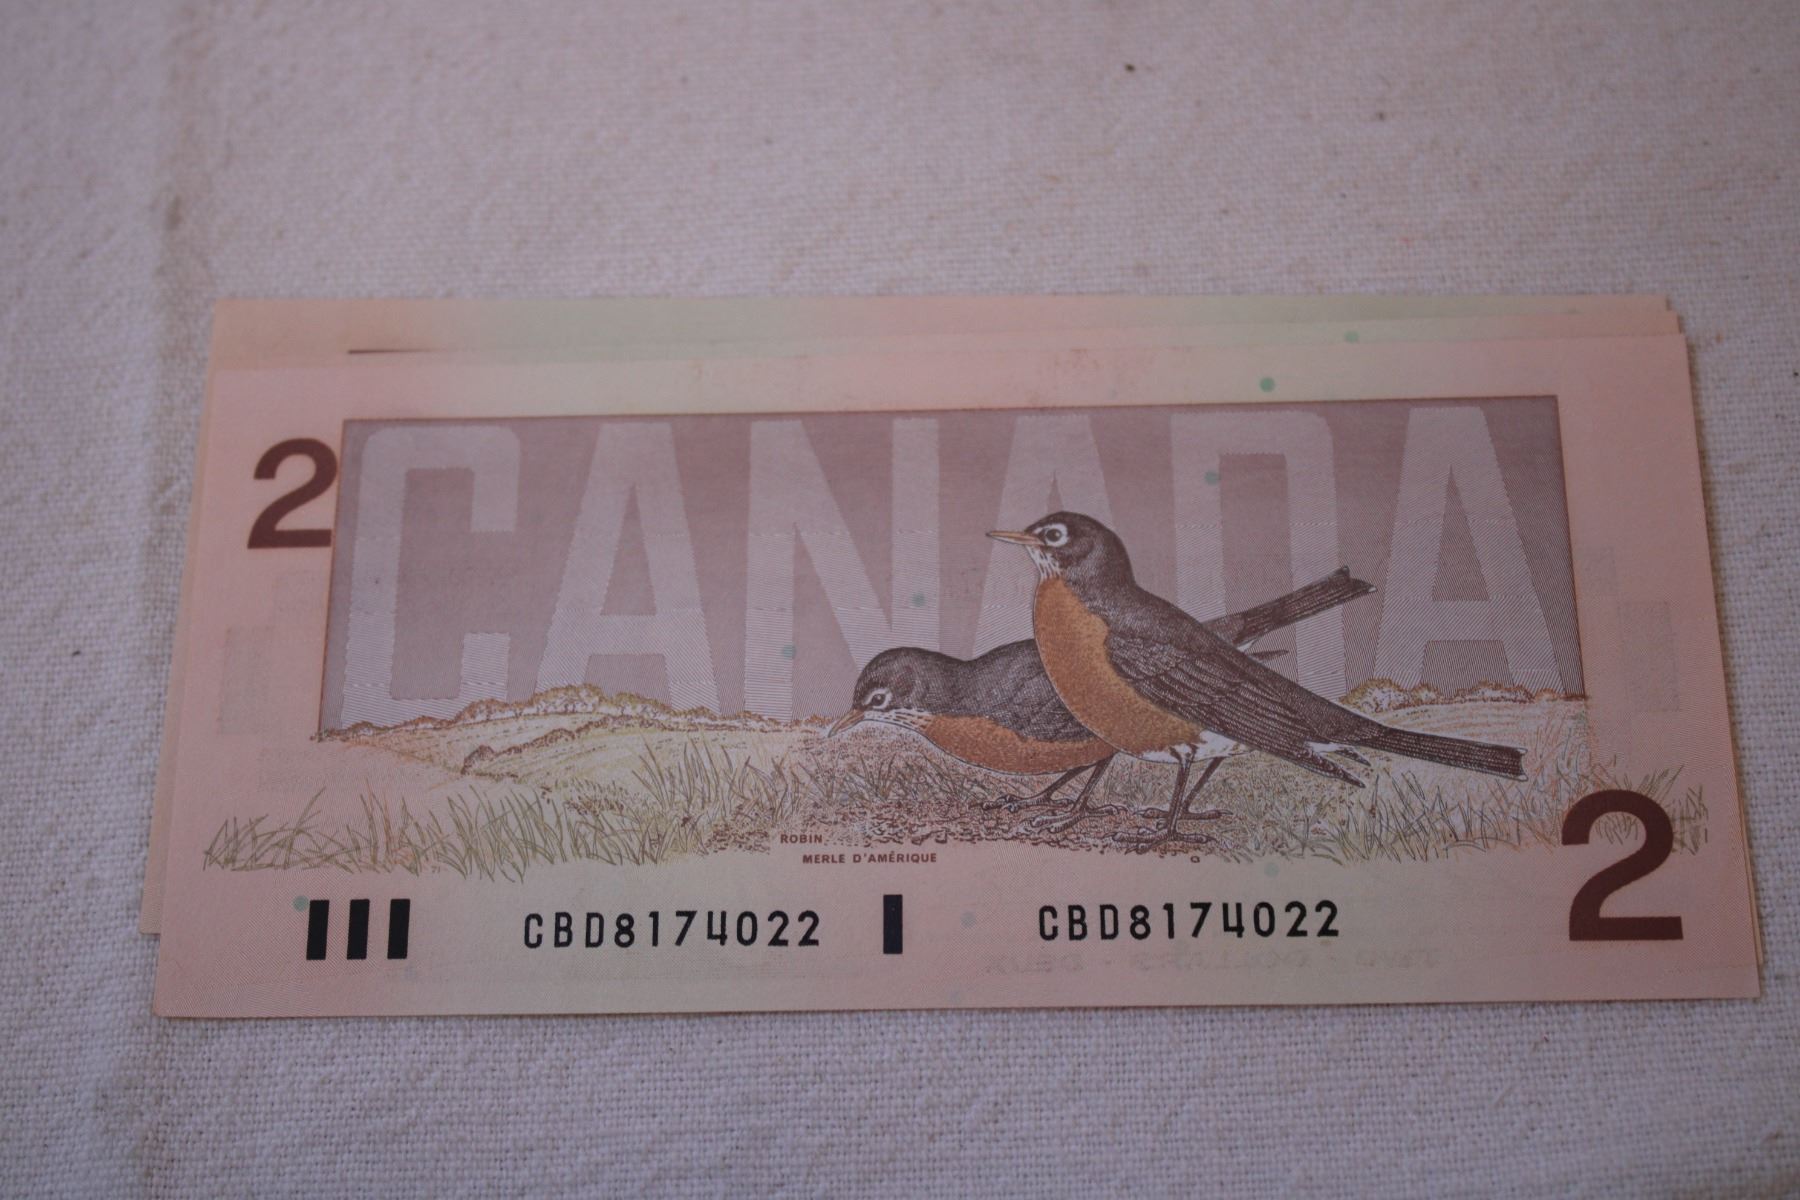 CANADA
2
ROBIN
MERLE D'AMÉRIQUE
2
CBD8174022 CBD8174022